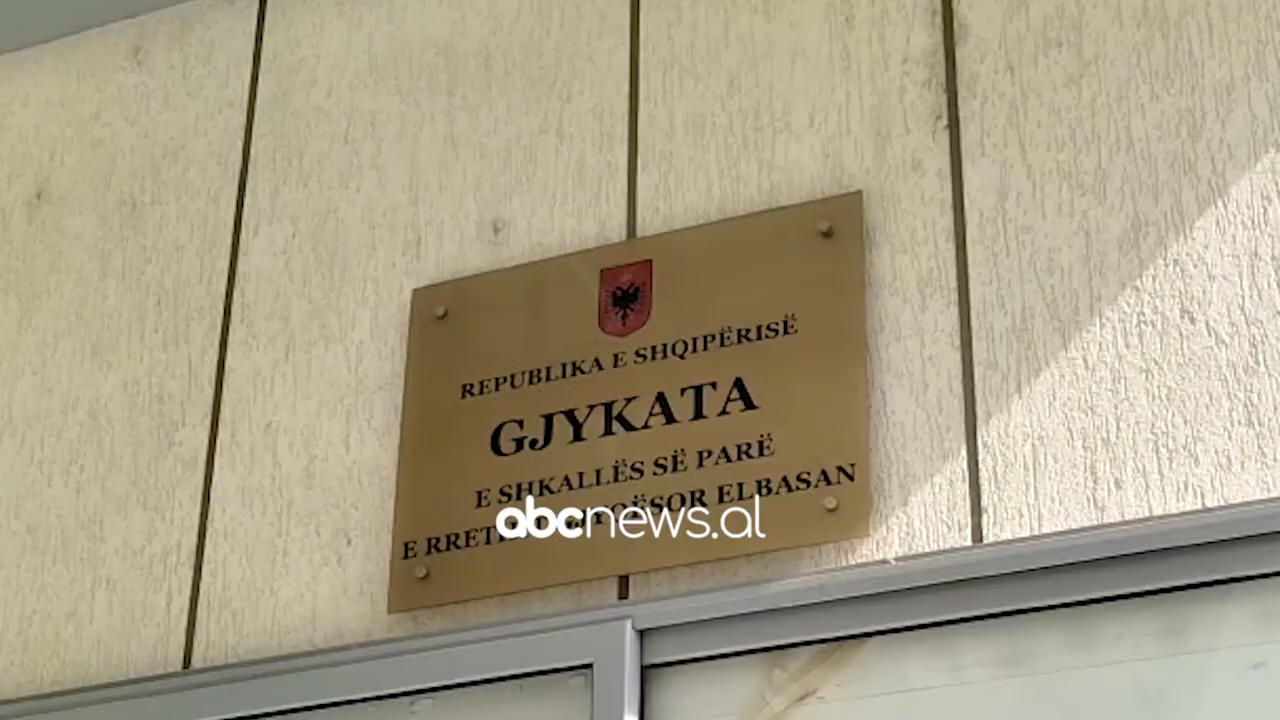 REPUBLIKA E SHQIPËRISË
GJYKATA
E SHKALLËS SË PARË
E RRETHIT GJYQËSOR ELBASAN
abcnews.al